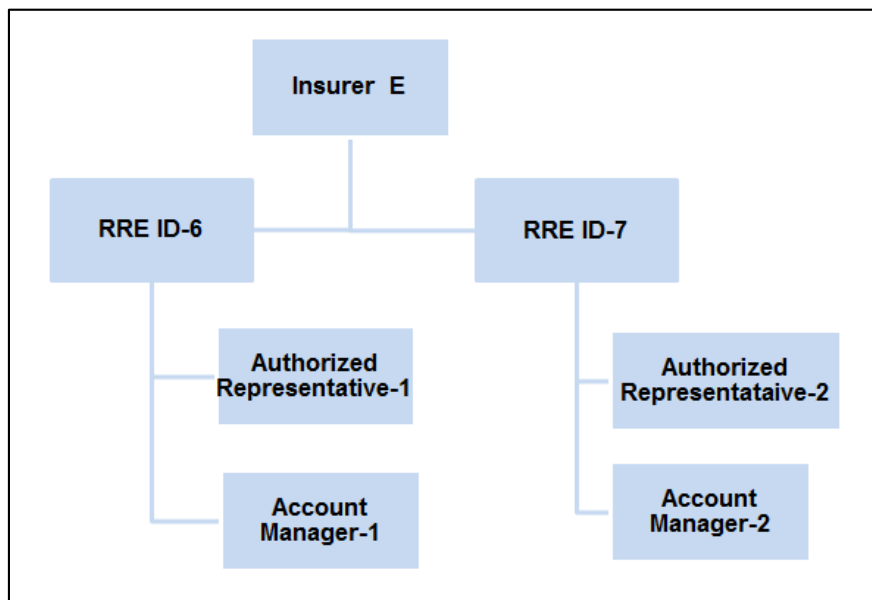 Insurer E
RRE ID-6
RRE ID-7
Authorized
Representative-1
Authorized
Representataive-2
Account
Manager-1
Account
Manager-2